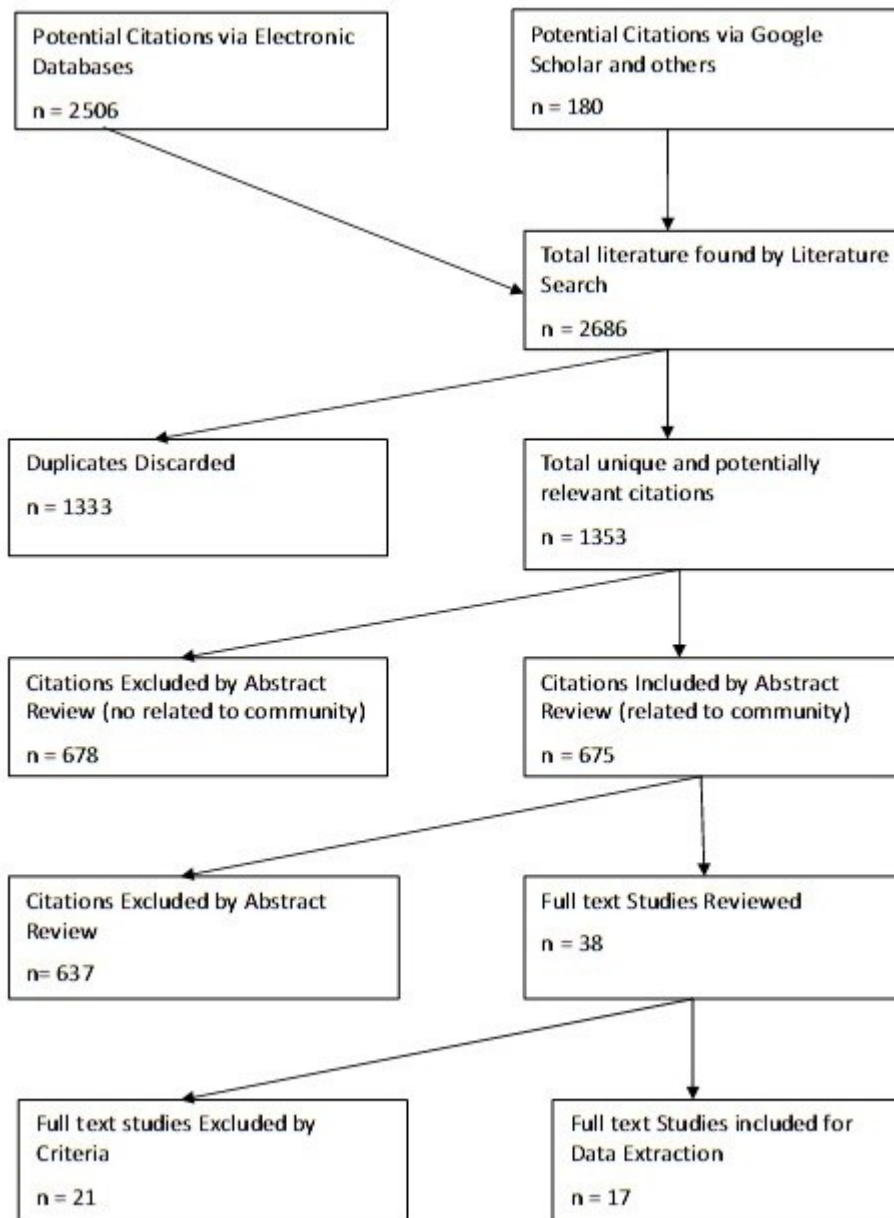 Potential Citations via Electronic
Databases
n = 2506
Potential Citations via Google
Scholar and others
n = 180
Total literature found by Literature
Search
n = 2686
Duplicates Discarded
n = 1333
Total unique and potentially
relevant citations
n = 1353
Citations Excluded by Abstract
Review (no related to community)
n = 678
Citations Included by Abstract
Review (related to community)
n = 675
Citations Excluded by Abstract
Review
n= 637
Full text Studies Reviewed
n = 38
Full text studies Excluded by
Criteria
n = 21
Full text Studies included for
Data Extraction
n = 17